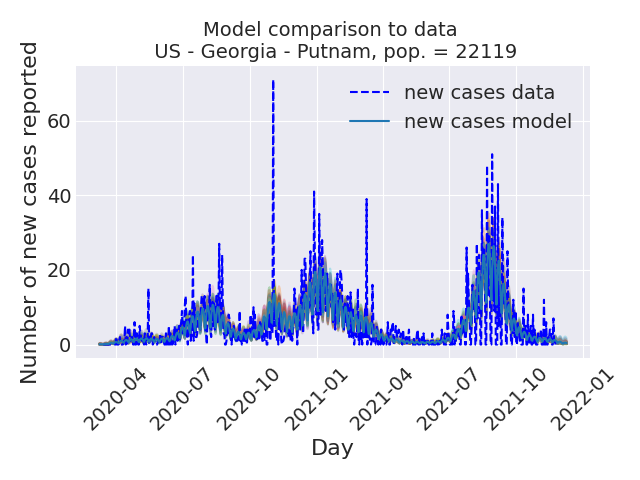 Model comparison to data
US - Georgia - Putnam, pop. = 22119
Number of new cases reported
60
40
20
0
new cases data
new cases model
2020-04
2020-07
2020-10
2021-01
2021-04
2021-07
2021-10
2022-01
Day